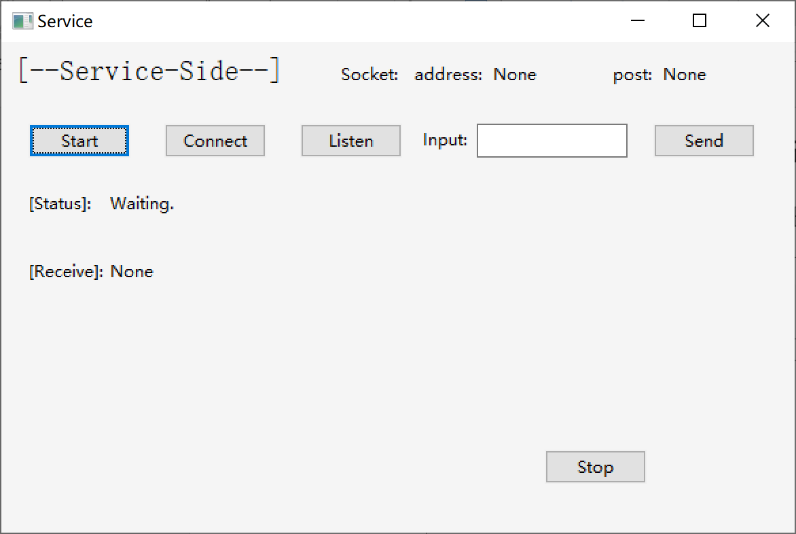 Service
[--Service-Side--] Socket: address: None post: None
Start Connect Listen Input: Send
[Status]: Waiting.
[Receive]: None
Stop